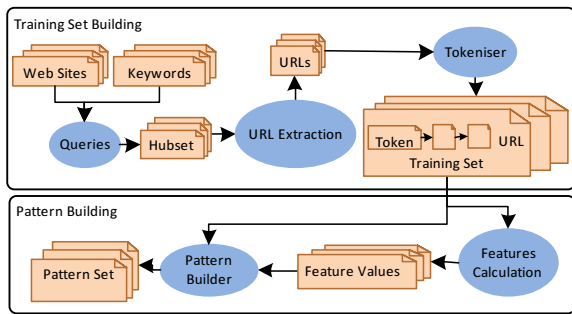 Training Set Building
Web Sites
Keywords
URLs
Tokeniser
Queries
Hubset
URL Extraction
Token
URL
Training Set
Pattern Building
Pattern Set
Pattern
Builder
Feature Values
Features
Calculation